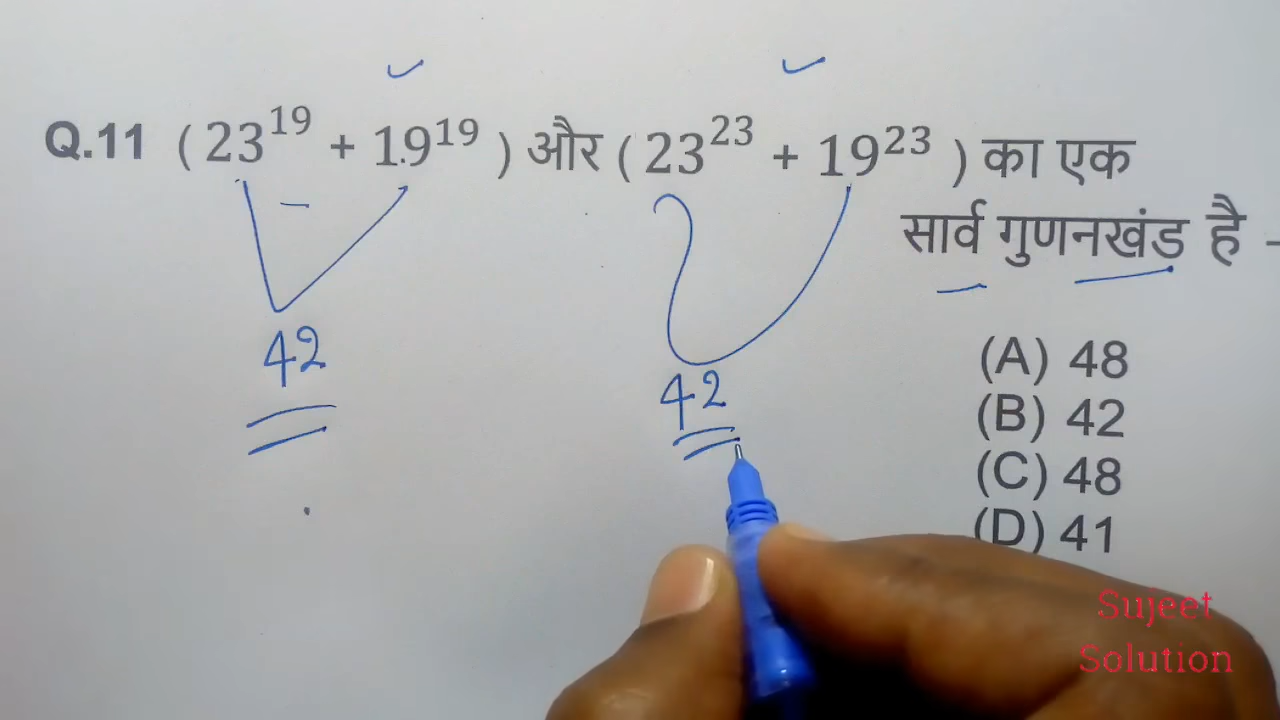 Q.11 ( 23^19 + 19^19 ) और ( 23^23 + 19^23 ) का एक
सार्व गुणनखंड है -
42
42
(A) 48
(B) 42
(C) 48
(D) 41
Sujeet
Solution